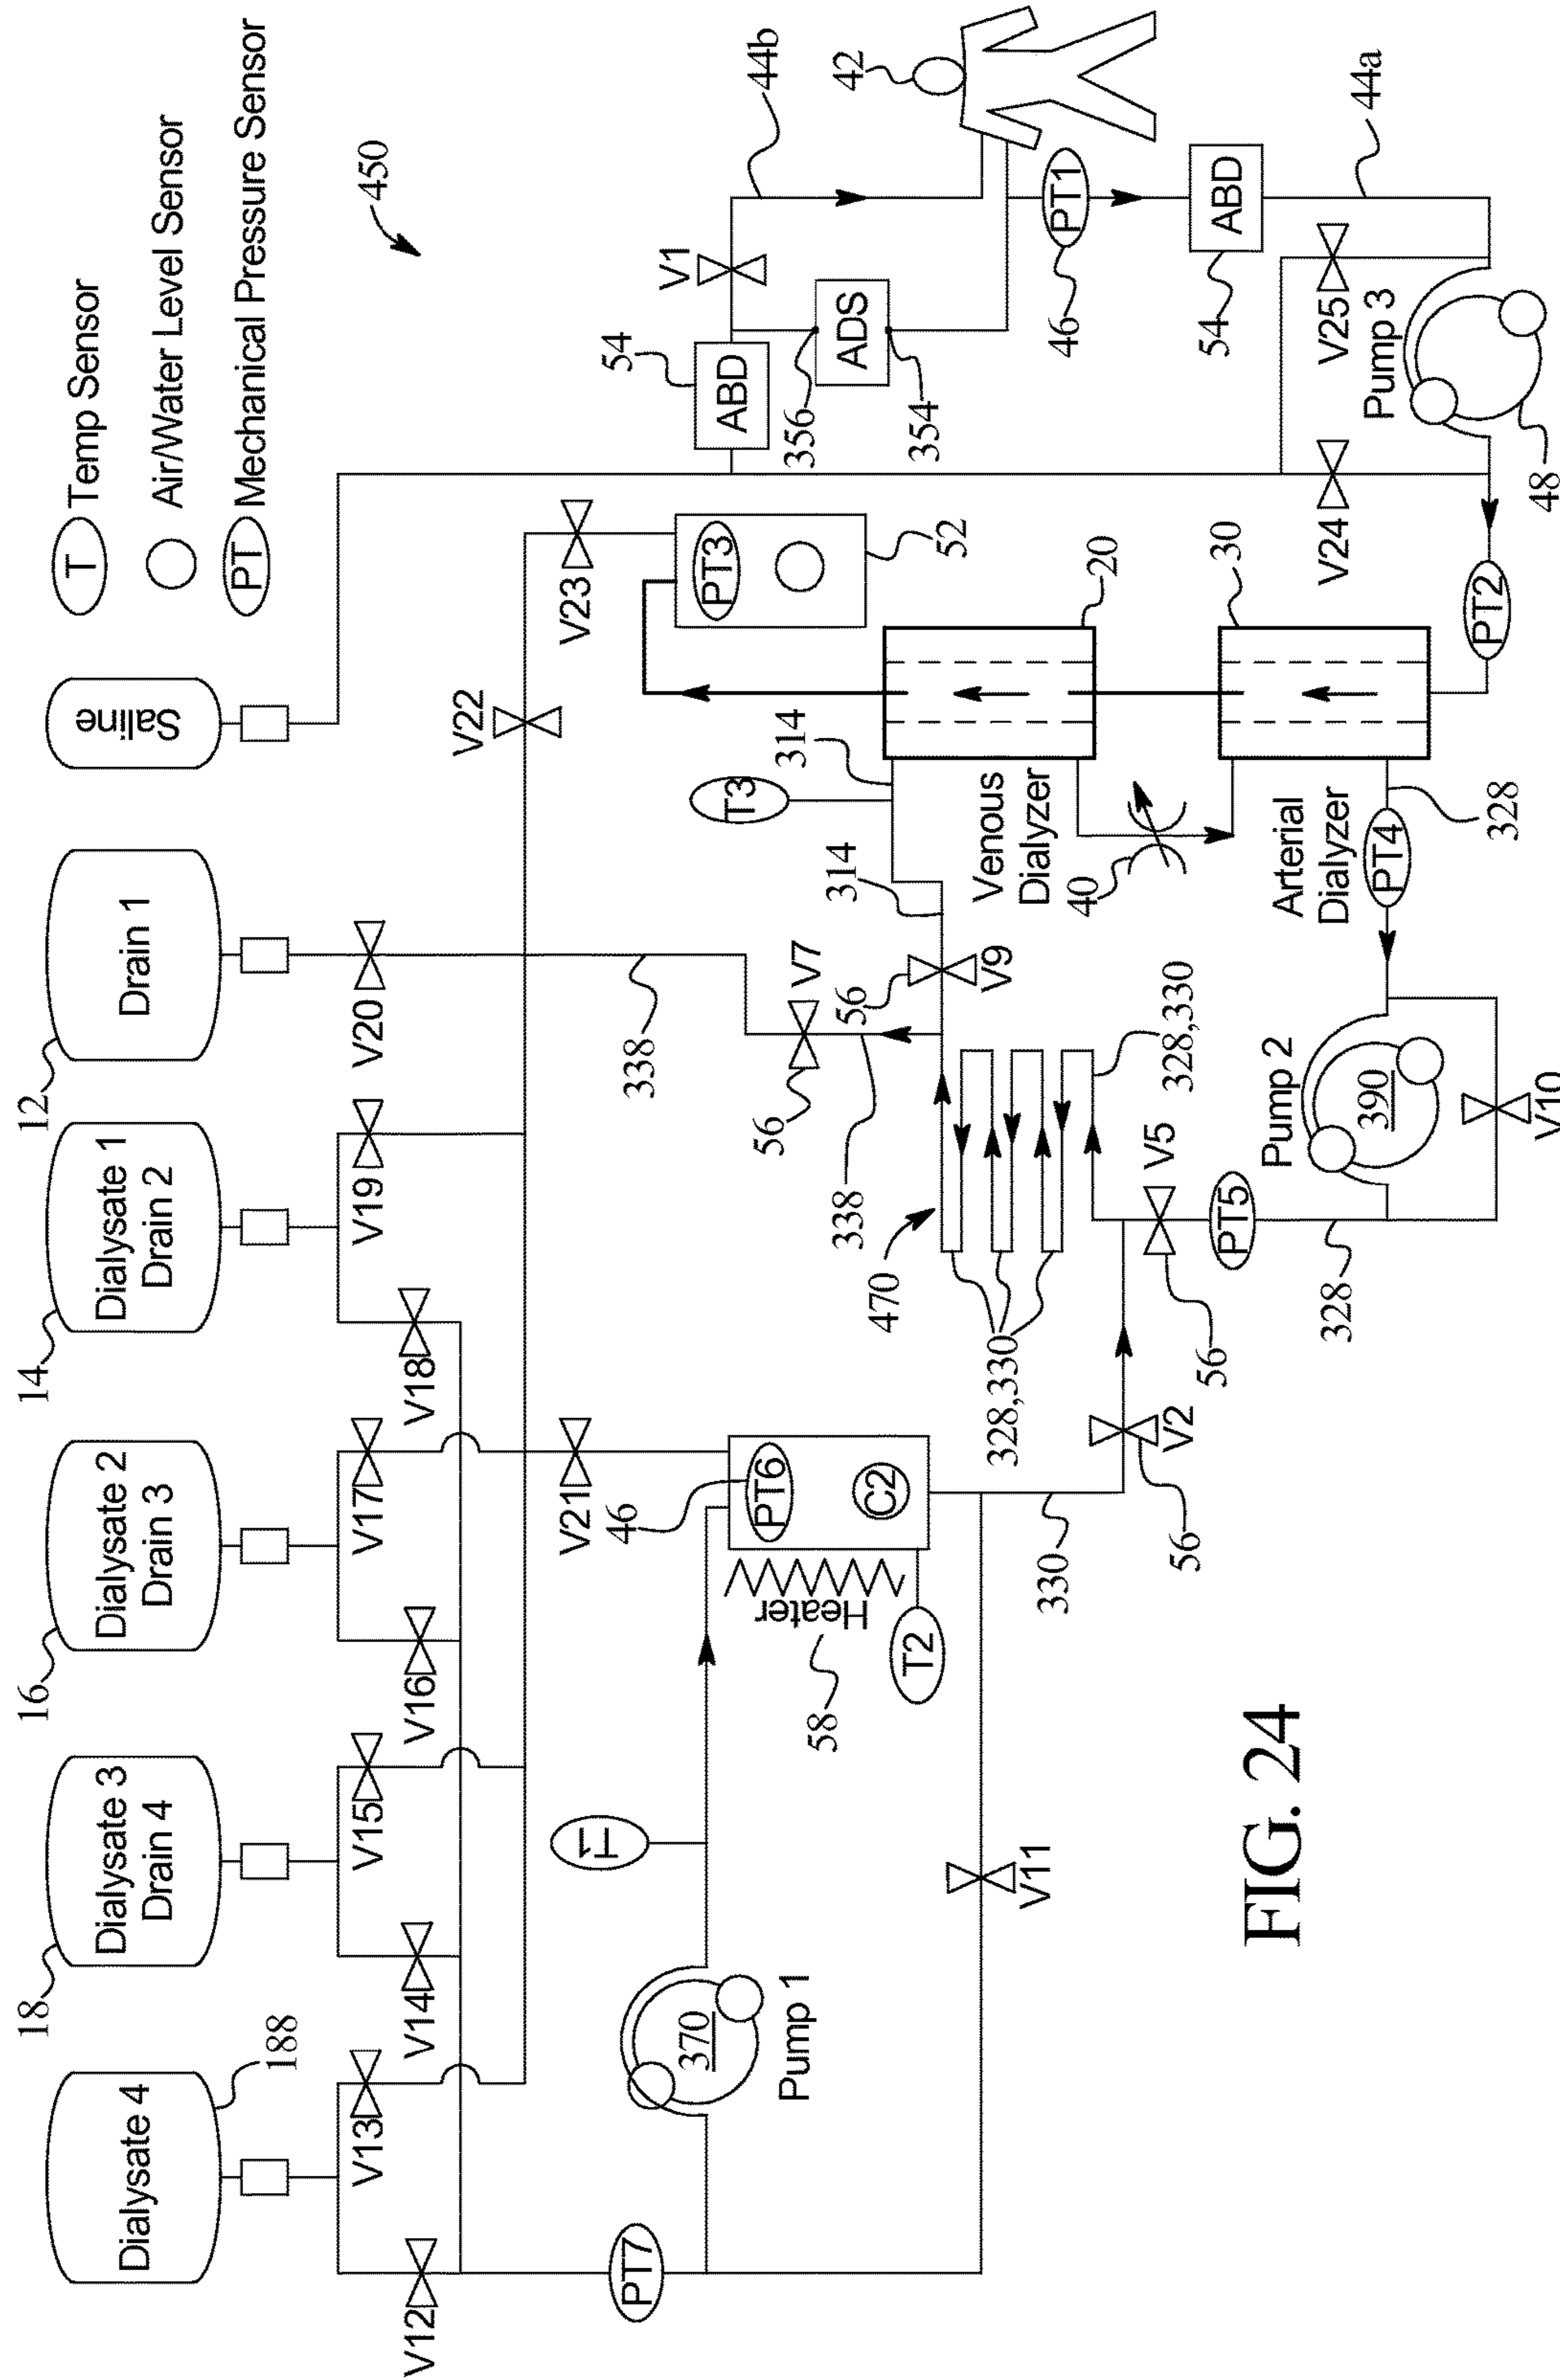 T Temp Sensor
Air/Water Level Sensor
PT Mechanical Pressure Sensor
450
Saline
Drain 1
12
Dialysate 1
Drain 2
14
Dialysate 2
Drain 3
16
Dialysate 3
Drain 4
18
Dialysate 4
188
V12
V13
V14
V15
V16
V17
V18
V19
V20
V21
V22
V23
PT7
370
Pump 1
T1
V11
Heater
58
T2
PT6
46
C2
330
V2
56
470
328,330
328,330
338
338
V7
56
V9
56
314
314
T3
V5
56
PT5
328
Pump 2
390
V10
PT4
328
Arterial
Dialyzer
30
Venous
Dialyzer
20
40
PT3
52
PT2
V24
V25
Pump 3
48
ABD
54
356
ADS
354
V1
44b
42
PT1
46
ABD
54
44a
FIG. 24